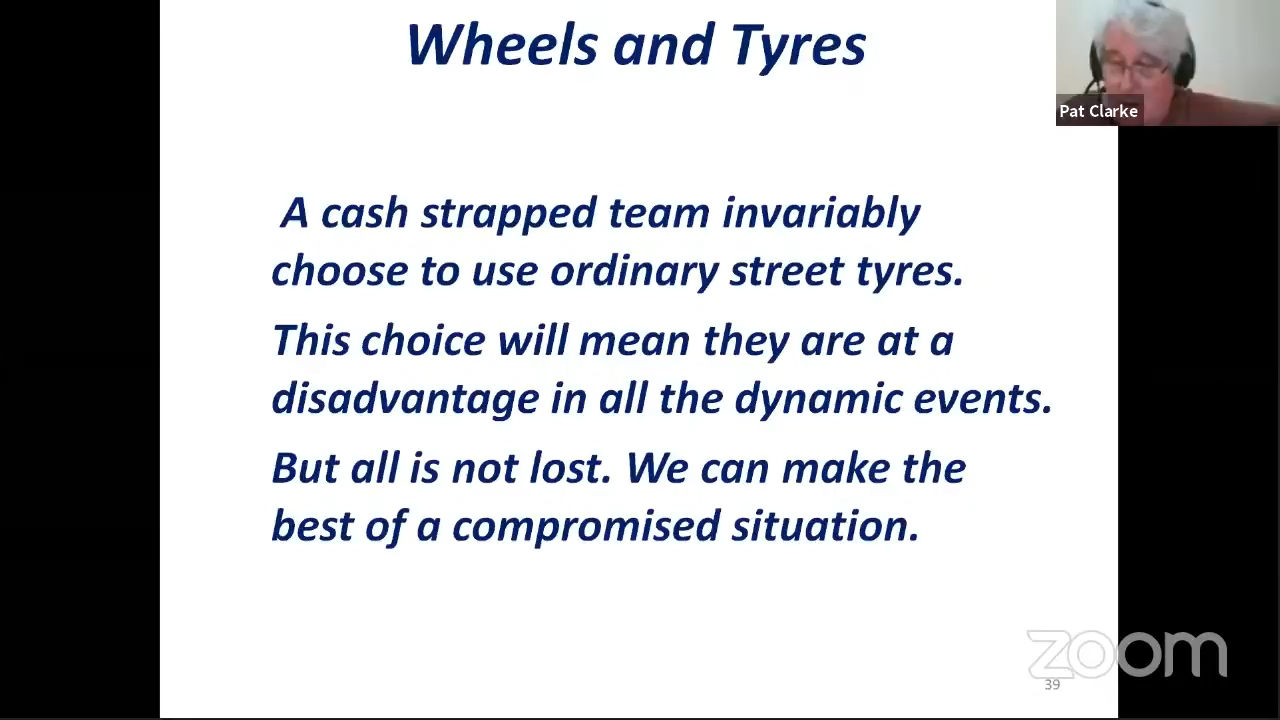 Wheels and Tyres
Pat Clarke
A cash strapped team invariably
choose to use ordinary street tyres.
This choice will mean they are at a
disadvantage in all the dynamic events.
But all is not lost. We can make the
best of a compromised situation.
zoom
39